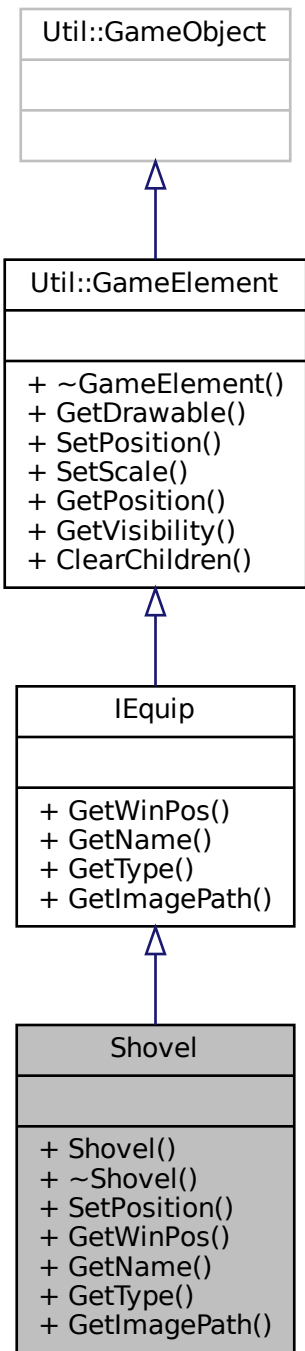 Util::GameObject
Util::GameElement
+ ~GameElement()
+ GetDrawable()
+ SetPosition()
+ SetScale()
+ GetPosition()
+ GetVisibility()
+ ClearChildren()
IEquip
+ GetWinPos()
+ GetName()
+ GetType()
+ GetImagePath()
Shovel
+ Shovel()
+ ~Shovel()
+ SetPosition()
+ GetWinPos()
+ GetName()
+ GetType()
+ GetImagePath()